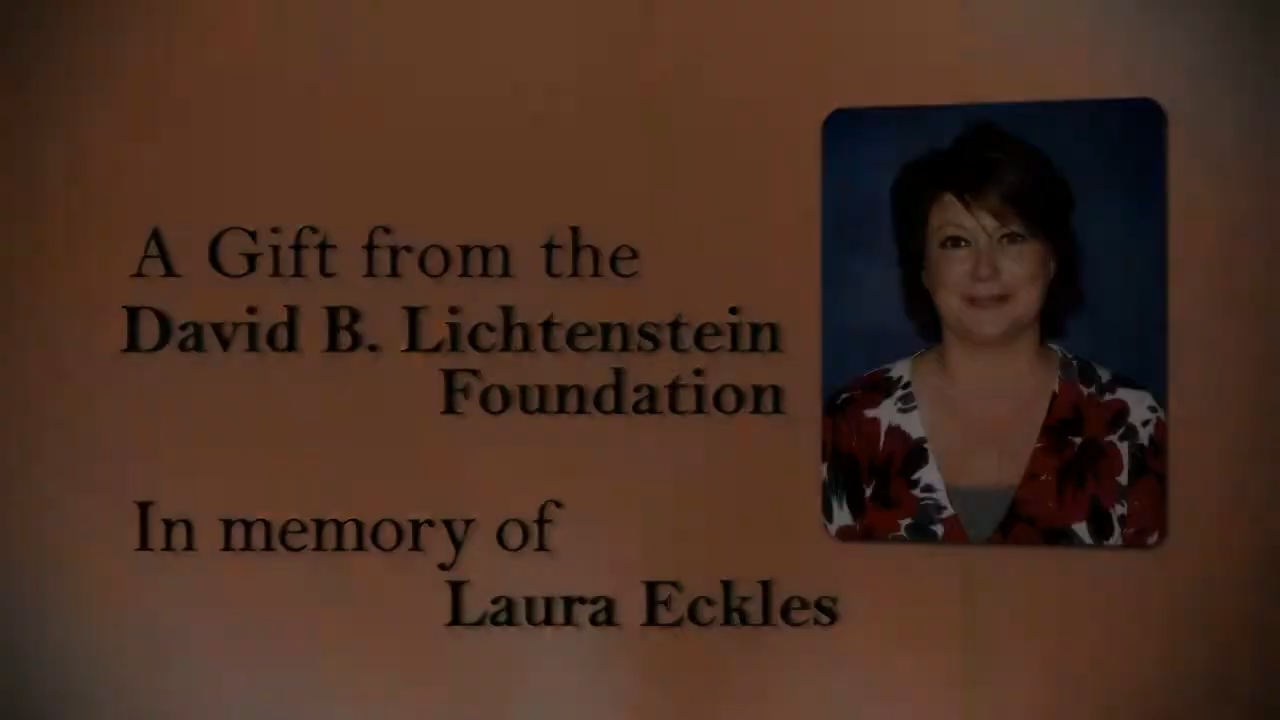 A Gift from the
David B. Lichtenstein
Foundation
In memory of
Laura Eckles